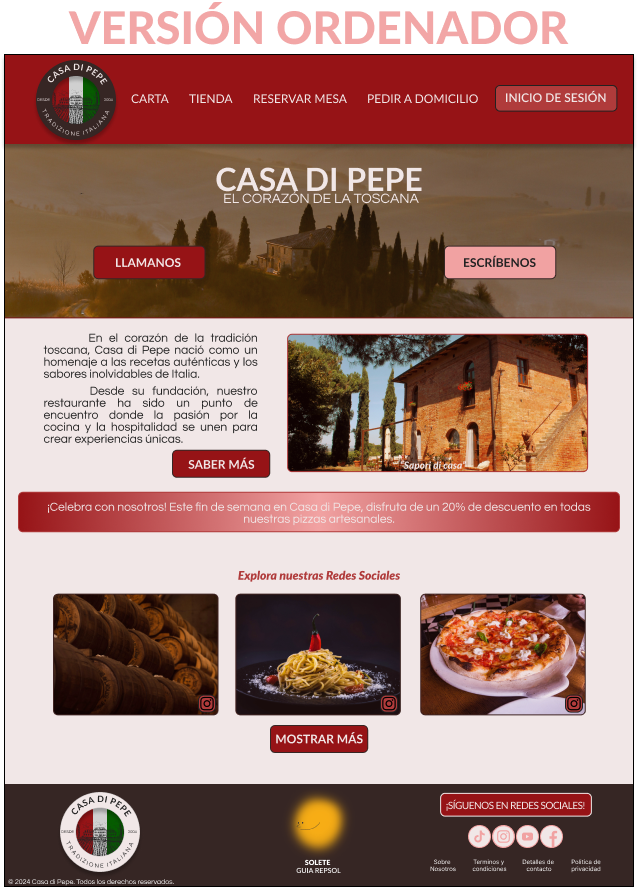 VERSIÓN ORDENADOR
CASA DI PEPE
DESDE
2024
TRADIZIONE ITALIANA
CARTA
TIENDA
RESERVAR MESA
PEDIR A DOMICILIO
INICIO DE SESIÓN
CASA DI PEPE
EL CORAZÓN DE LA TOSCANA
LLAMANOS
ESCRÍBENOS
En el corazón de la tradición
toscana, Casa di Pepe nació como un
homenaje a las recetas auténticas y los
sabores inolvidables de Italia.
Desde su fundación, nuestro
restaurante ha sido un punto de
encuentro donde la pasión por la
cocina y la hospitalidad se unen para
crear experiencias únicas.
SABER MÁS
"Sapori di casa"
¡Celebra con nosotros! Este fin de semana en Casa di Pepe, disfruta de un 20% de descuento en todas
nuestras pizzas artesanales.
Explora nuestras Redes Sociales
MOSTRAR MÁS
CASA DI PEPE
DESDE
2024
TRADIZIONE ITALIANA
SOLETE
GUIA REPSOL
¡SÍGUENOS EN REDES SOCIALES!
Sobre
Nosotros
Terminos y
condiciones
Detalles de
contacto
Politica de
privacidad
© 2024 Casa di Pepe. Todos los derechos reservados.